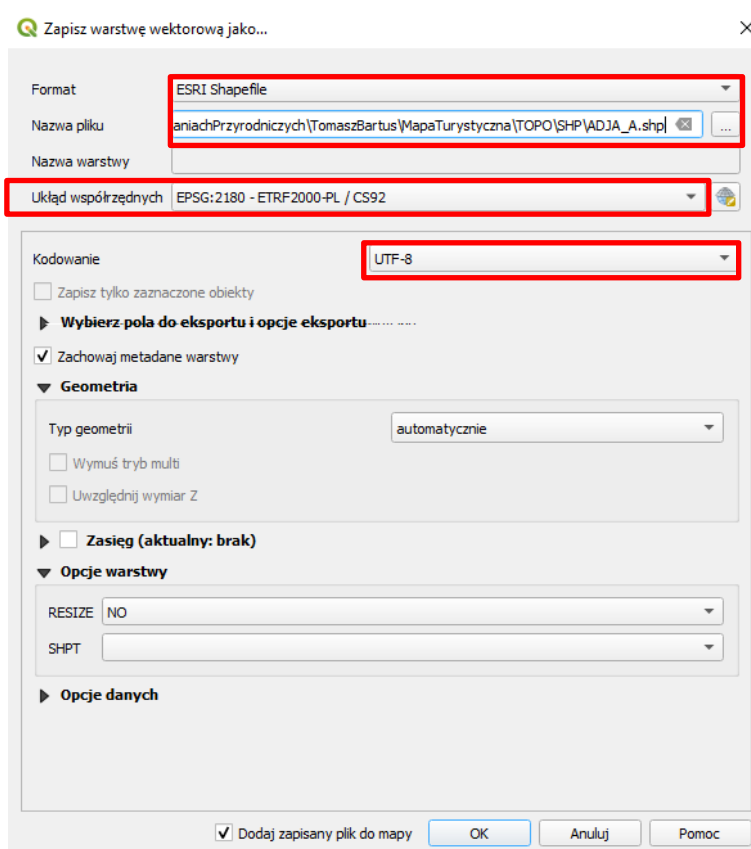 Zapisz warstwę wektorową jako...
Format ESRI Shapefile
Nazwa pliku aniachPrzyrodniczych\TomaszBartus\MapaTurystyczna\TOPO\SHP\ADJA_A.shp ...
Nazwa warstwy
Układ współrzędnych EPSG:2180 - ETRF2000-PL / CS92
Kodowanie UTF-8
Zapisz tylko zaznaczone obiekty
Wybierz pola do eksportu i opcje eksportu
Zachowaj metadane warstwy
Geometria
Typ geometrii automatycznie
Wymuś tryb multi
Uwzględnij wymiar Z
Zasięg (aktualny: brak)
Opcje warstwy
RESIZE NO
SHPT
Opcje danych
Dodaj zapisany plik do mapy OK Anuluj Pomoc